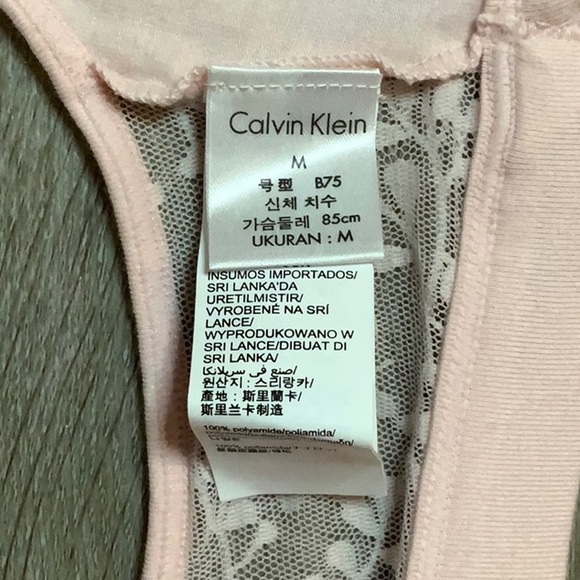 Calvin Klein
M
号型 B75
신체 치수
가슴둘레 85cm
UKURAN : M
INSUMOS IMPORTADOS/
SRI LANKA'DA
URETILMISTIR/
VYROBENÉ NA SRÍ
LANCE/
WYPRODUKOWANO W
SRI LANCE/DIBUAT DI
SRI LANKA/
صنع في سريلانكا/
원산지 : 스리랑카/
產地 : 斯里蘭卡/
斯里兰卡制造
100% polyamide/poliamida/